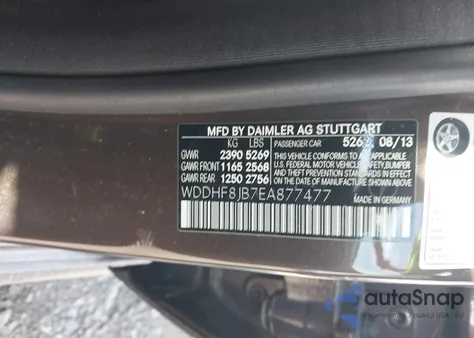 MFD BY DAIMLER AG STUTTGART
KG LBS PASSENGER CAR 08/13
GVWR 2390 5269
GAWR FRONT 1165 2568
GAWR REAR 1250 2756
THIS VEHICLE CONFORMS TO ALL APPLICABLE
U.S. FEDERAL MOTOR VEHICLE SAFETY, BUMPER
AND THEFT PREVENTION STANDARDS IN EFFECT
ON THE DATE OF MANUFACTURE SHOWN ABOVE.
WDDHF8JB7EA877477
MADE IN GERMANY
autoSnap